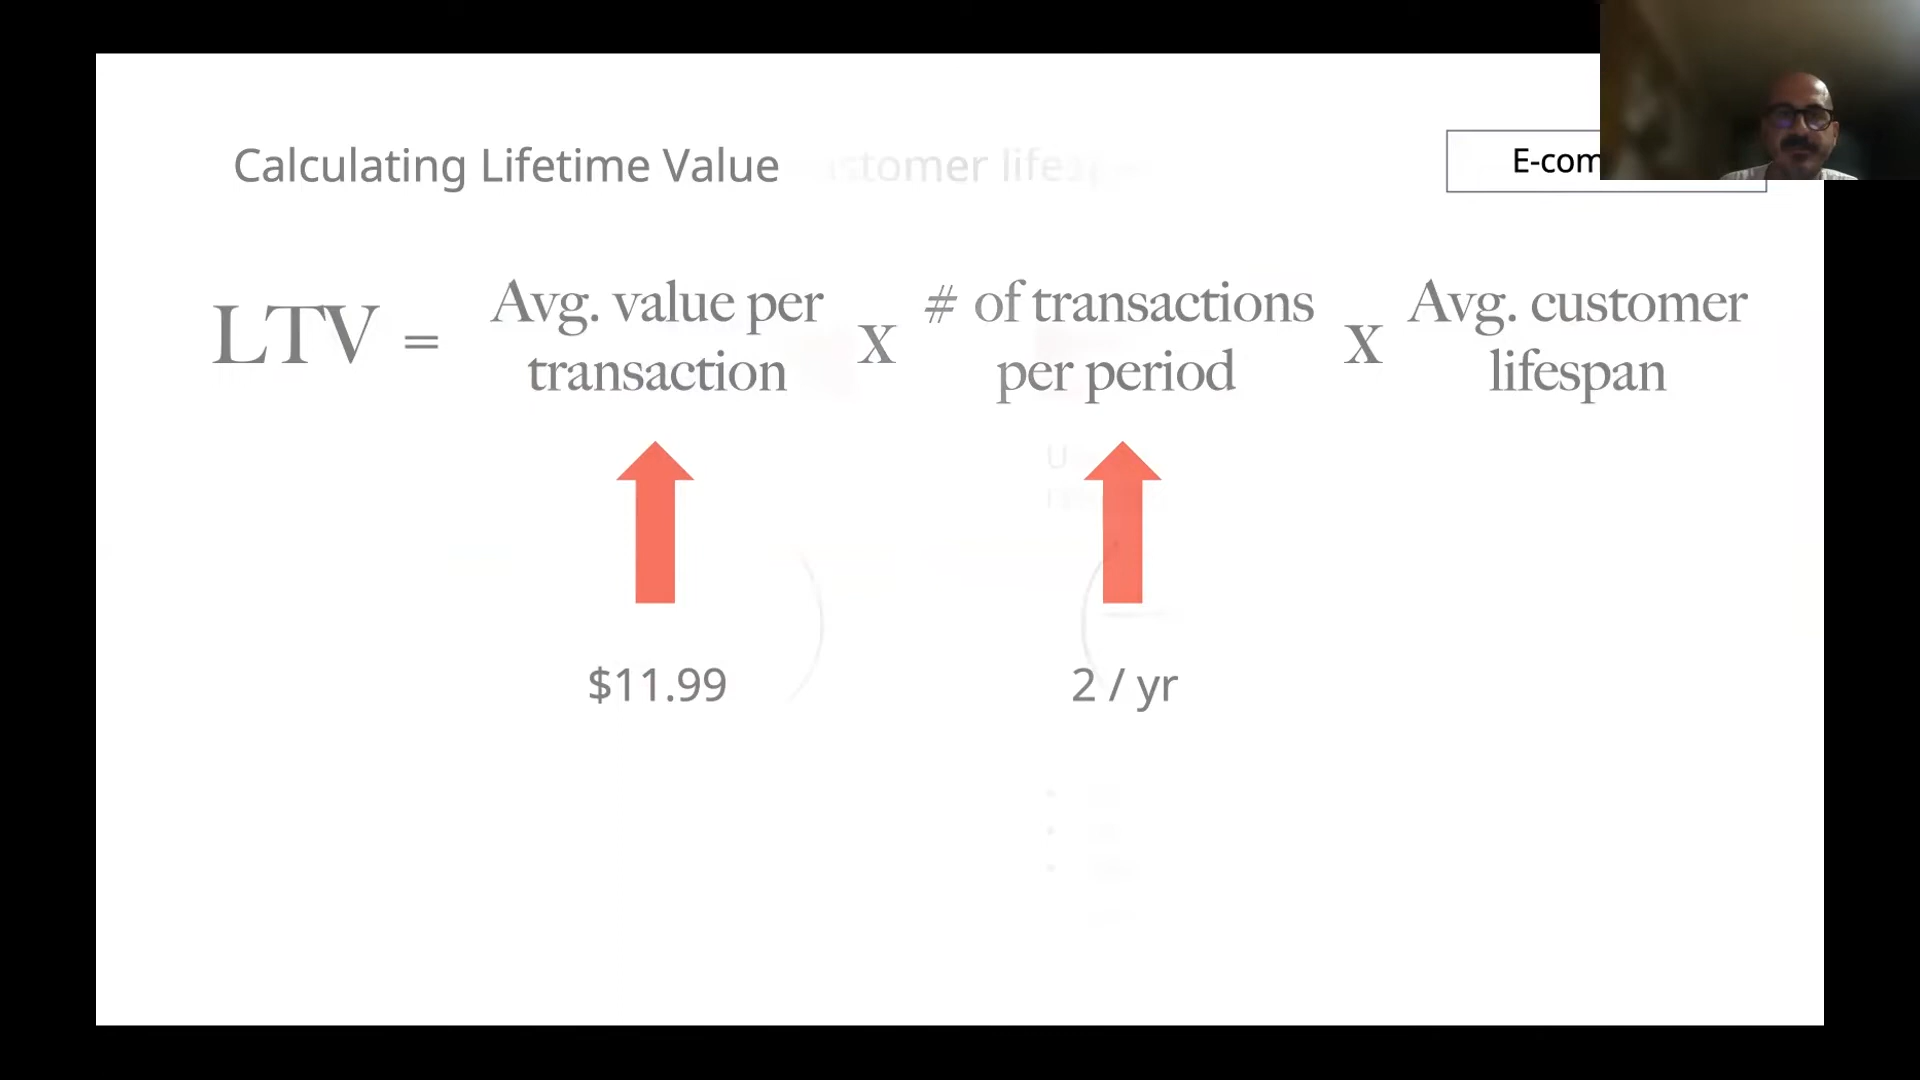 Calculating Lifetime Value
E-com
LTV = Avg. value per transaction x # of transactions per period x Avg. customer lifespan
$11.99
2 / yr